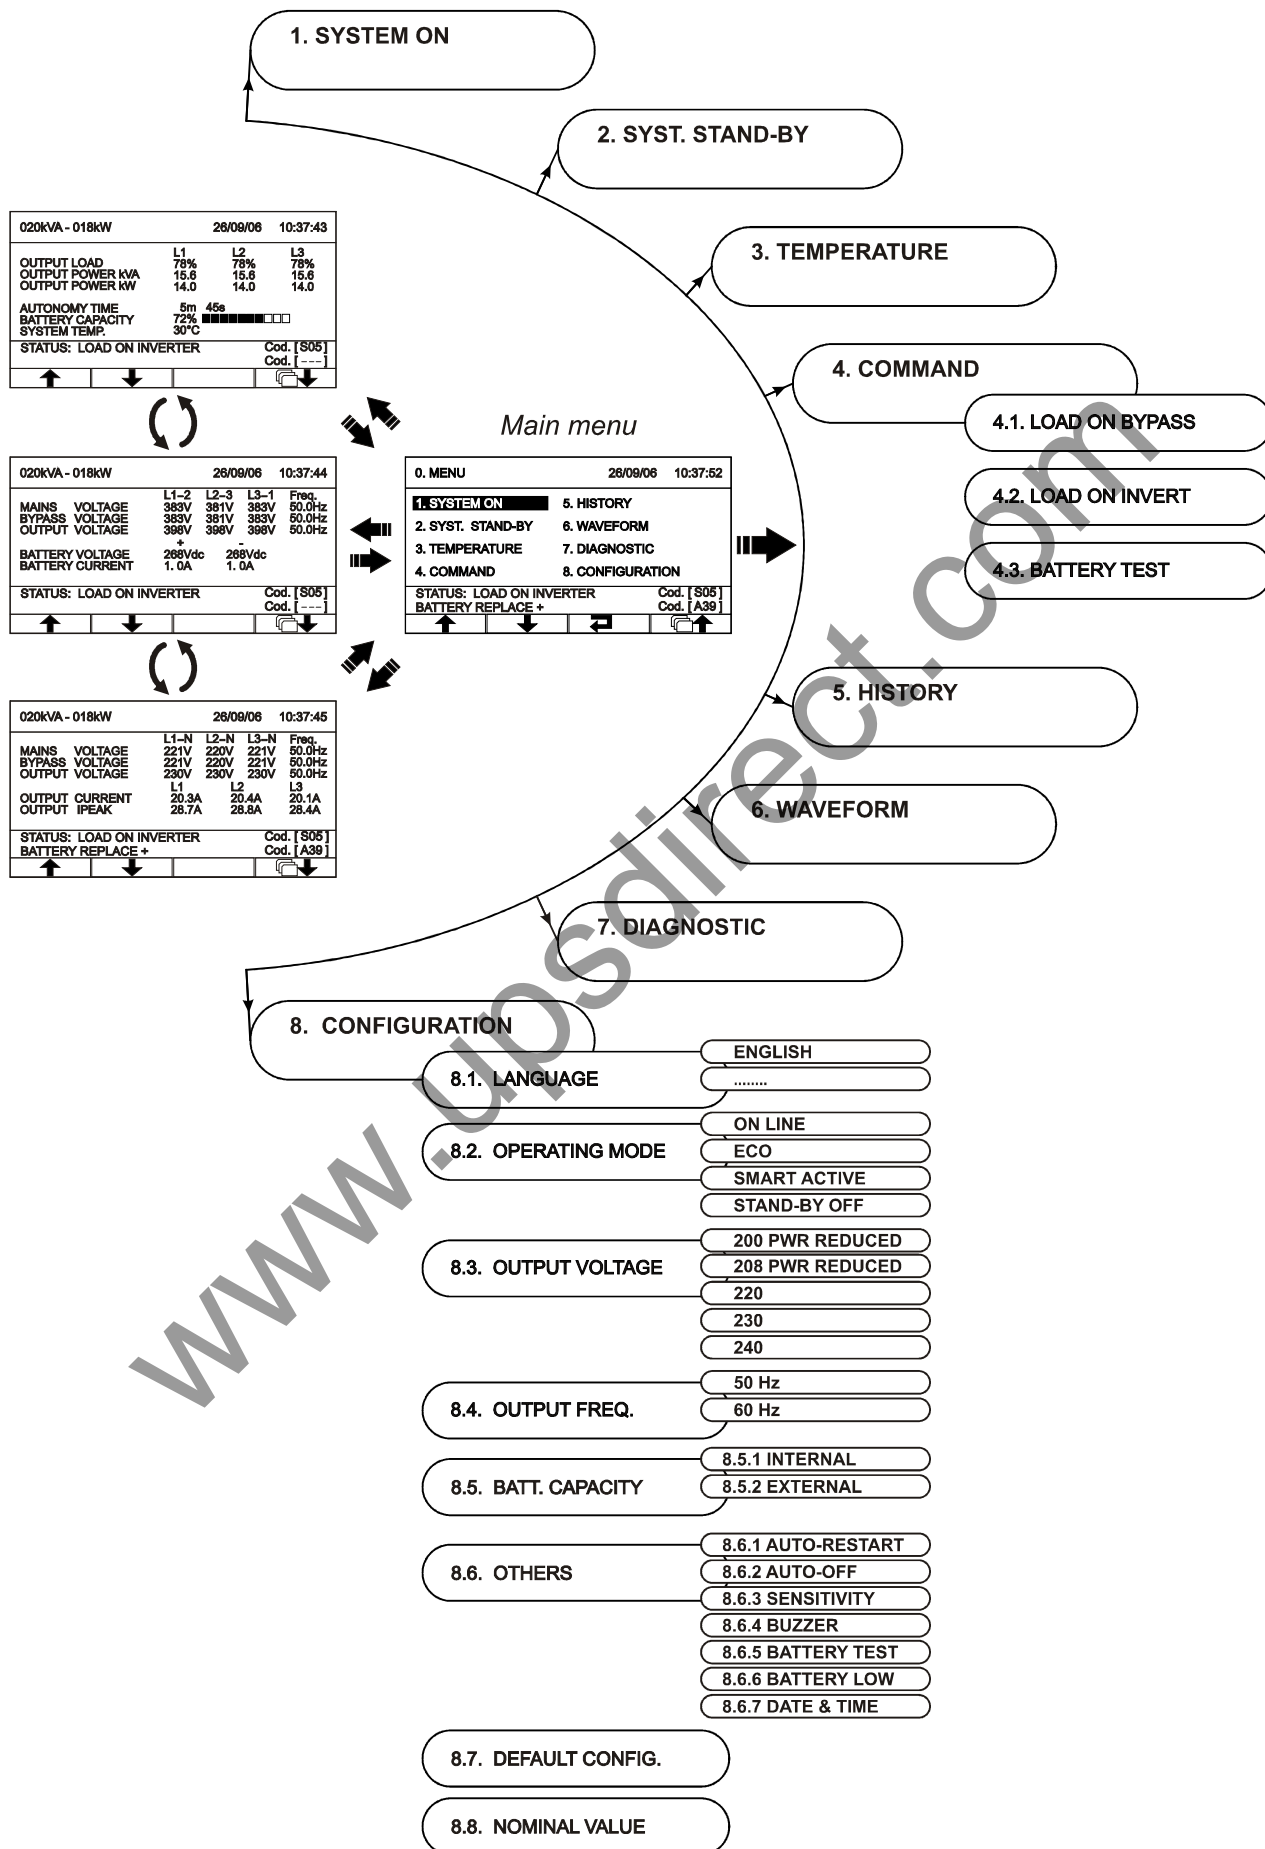 1. SYSTEM ON
2. SYST. STAND-BY
3. TEMPERATURE
4. COMMAND
4.1. LOAD ON BYPASS
4.2. LOAD ON INVERT
4.3. BATTERY TEST
5. HISTORY
6. WAVEFORM
7. DIAGNOSTIC
020kVA - 018kW 26/09/06 10:37:43
L1 L2 L3
OUTPUT LOAD 78% 78% 78%
OUTPUT POWER kVA 15.6 15.6 15.6
OUTPUT POWER kW 14.0 14.0 14.0
AUTONOMY TIME 5m 45s
BATTERY CAPACITY 72%
SYSTEM TEMP. 30°C
STATUS: LOAD ON INVERTER Cod. [S05]
Cod. [---]
020kVA - 018kW 26/09/06 10:37:44
L1-2 L2-3 L3-1 Freq.
MAINS VOLTAGE 383V 381V 383V 50.0Hz
BYPASS VOLTAGE 383V 381V 383V 50.0Hz
OUTPUT VOLTAGE 398V 398V 398V 50.0Hz
+ -
BATTERY VOLTAGE 268Vdc 268Vdc
BATTERY CURRENT 1. 0A 1. 0A
STATUS: LOAD ON INVERTER Cod. [S05]
Cod. [---]
020kVA - 018kW 26/09/06 10:37:45
L1-N L2-N L3-N Freq.
MAINS VOLTAGE 221V 220V 221V 50.0Hz
BYPASS VOLTAGE 221V 220V 221V 50.0Hz
OUTPUT VOLTAGE 230V 230V 230V 50.0Hz
L1 L2 L3
OUTPUT CURRENT 20.3A 20.4A 20.1A
OUTPUT IPEAK 28.7A 28.8A 28.4A
STATUS: LOAD ON INVERTER Cod. [S05]
BATTERY REPLACE + Cod. [A39]
Main menu
0. MENU 26/09/06 10:37:52
1. SYSTEM ON 5. HISTORY
2. SYST. STAND-BY 6. WAVEFORM
3. TEMPERATURE 7. DIAGNOSTIC
4. COMMAND 8. CONFIGURATION
STATUS: LOAD ON INVERTER Cod. [S05]
BATTERY REPLACE + Cod. [A39]
8. CONFIGURATION
8.1. LANGUAGE
ENGLISH
........
8.2. OPERATING MODE
ON LINE
ECO
SMART ACTIVE
STAND-BY OFF
8.3. OUTPUT VOLTAGE
200 PWR REDUCED
208 PWR REDUCED
220
230
240
8.4. OUTPUT FREQ.
50 Hz
60 Hz
8.5. BATT. CAPACITY
8.5.1 INTERNAL
8.5.2 EXTERNAL
8.6. OTHERS
8.6.1 AUTO-RESTART
8.6.2 AUTO-OFF
8.6.3 SENSITIVITY
8.6.4 BUZZER
8.6.5 BATTERY TEST
8.6.6 BATTERY LOW
8.6.7 DATE & TIME
8.7. DEFAULT CONFIG.
8.8. NOMINAL VALUE
www.upsdirect.com